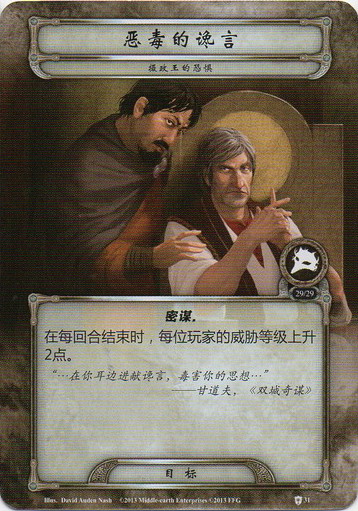 恶毒的谗言
摄政王的恐惧
29/29
密谋。
在每回合结束时，每位玩家的威胁等级上升
2点。
“…在你耳边进献谗言，毒害你的思想…”
——甘道夫，《双城奇谋》
目标
Illus. David Auden Nash ©2013 Middle-earth Enterprises ©2013 FFG
31